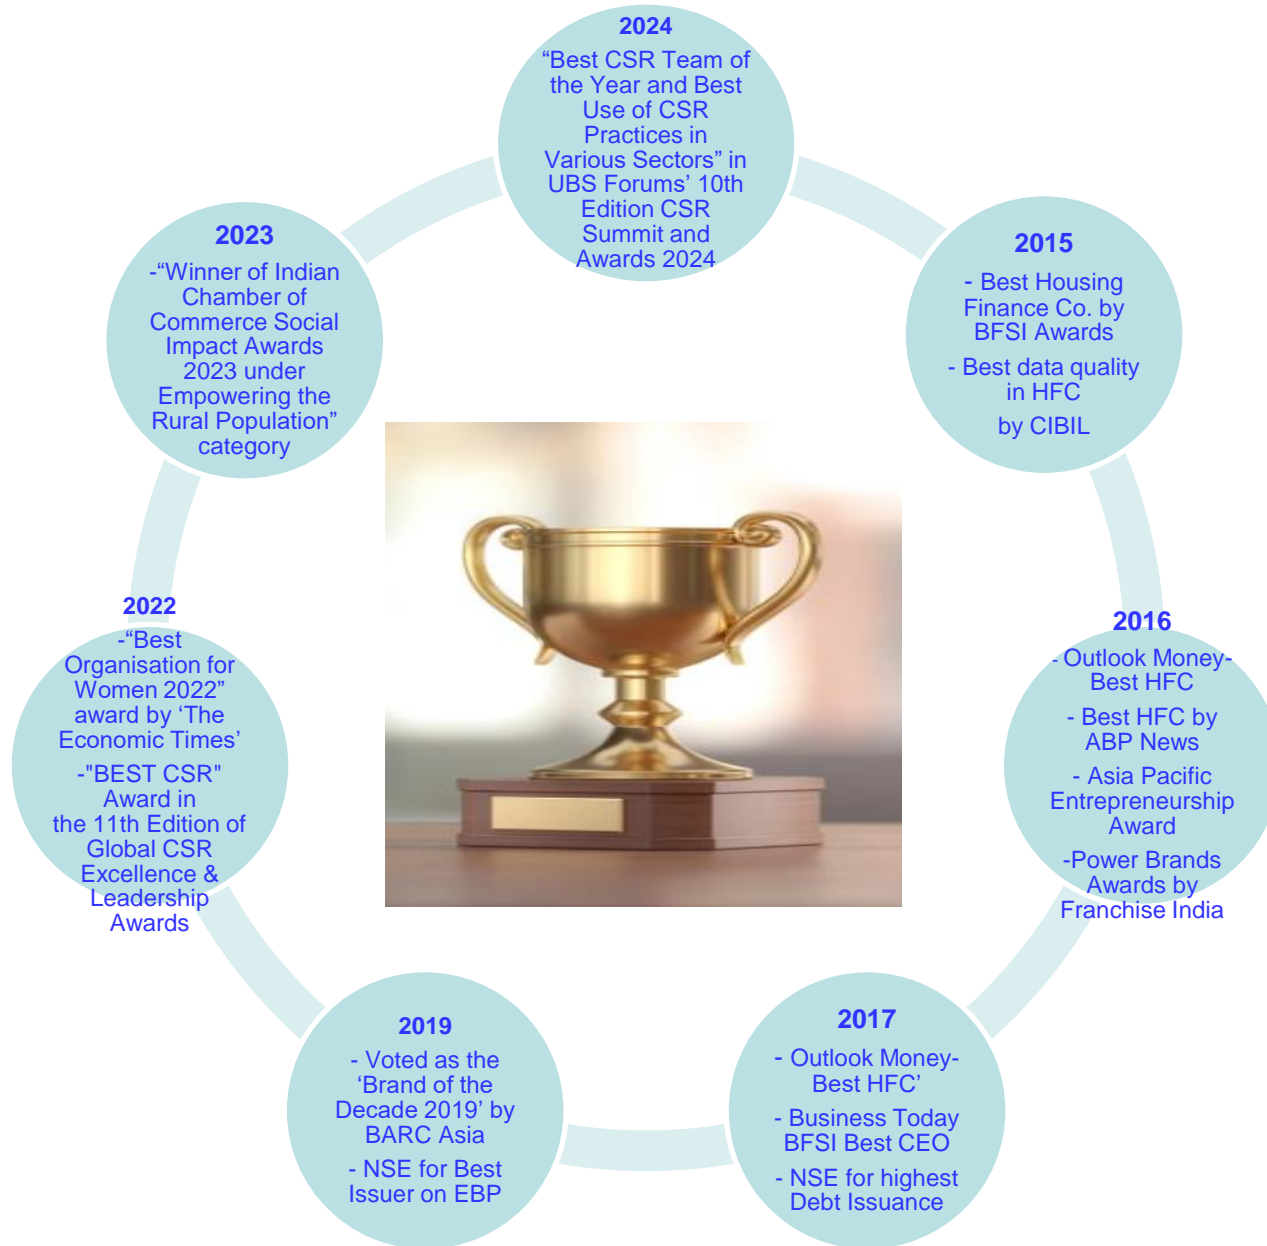 2024
“Best CSR Team of
the Year and Best
Use of CSR
Practices in
Various Sectors” in
UBS Forums’ 10th
Edition CSR
Summit and
Awards 2024
2015
- Best Housing
Finance Co. by
BFSI Awards
- Best data quality
in HFC
by CIBIL
2016
- Outlook Money-
Best HFC
- Best HFC by
ABP News
- Asia Pacific
Entrepreneurship
Award
-Power Brands
Awards by
Franchise India
2017
- Outlook Money-
Best HFC’
- Business Today
BFSI Best CEO
- NSE for highest
Debt Issuance
2019
- Voted as the
‘Brand of the
Decade 2019’ by
BARC Asia
- NSE for Best
Issuer on EBP
2022
-“Best
Organisation for
Women 2022”
award by ‘The
Economic Times’
-"BEST CSR"
Award in
the 11th Edition of
Global CSR
Excellence &
Leadership
Awards
2023
-“Winner of Indian
Chamber of
Commerce Social
Impact Awards
2023 under
Empowering the
Rural Population”
category